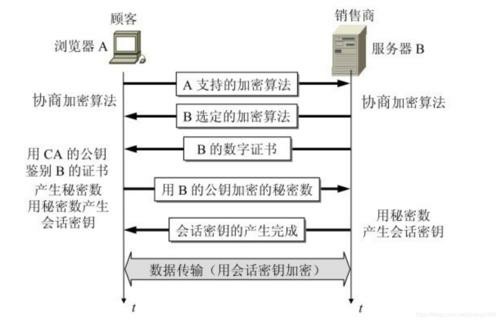 顾客
销售商
浏览器 A
服务器 B
A 支持的加密算法
协商加密算法
协商加密算法
B 选定的加密算法
B 的数字证书
用 CA 的公钥
鉴别 B 的证书
产生秘密数
用秘密数产生
会话密钥
用 B 的公钥加密的秘密数
会话密钥的产生完成
用秘密数
产生会话密钥
数据传输（用会话密钥加密）
t
t